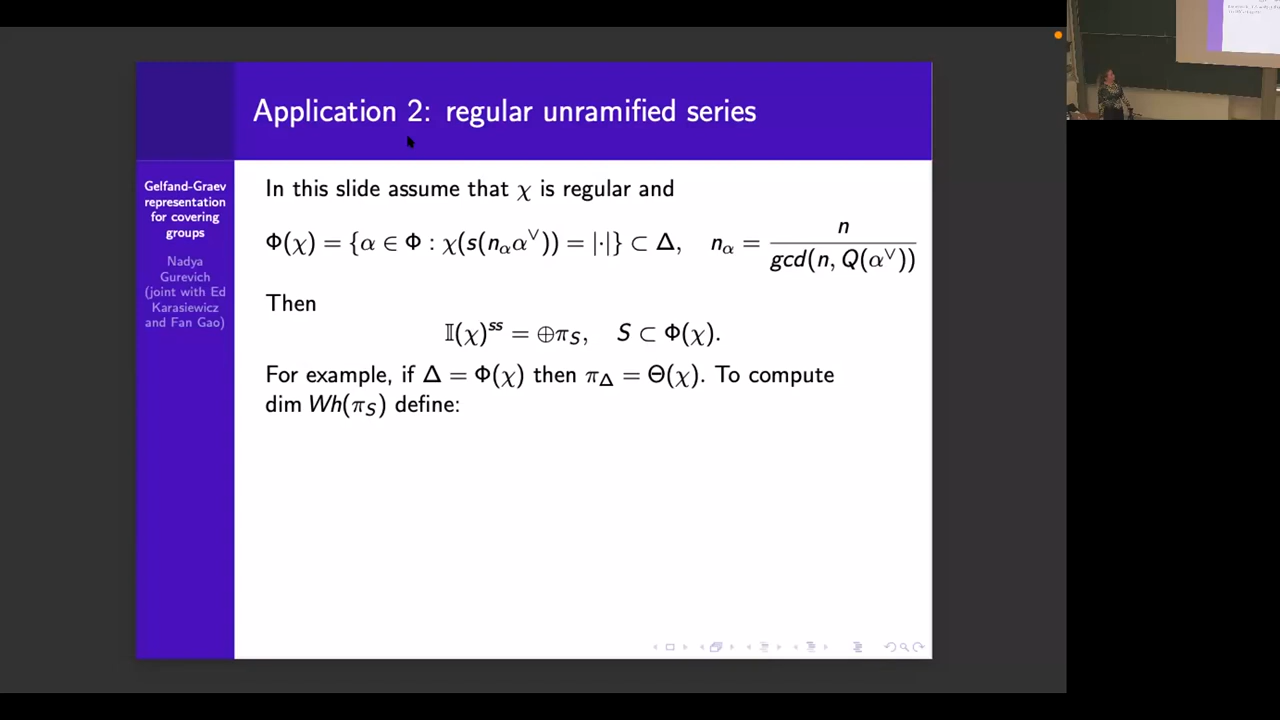 Application 2: regular unramified series
Gelfand-Graev
representation
for covering
groups
Nadya
Gurevich
(joint with Ed
Karasiewicz
and Fan Gao)
In this slide assume that χ is regular and
Φ(χ) = {α ∈ Φ : χ(s(n_α α^∨)) = |·|} ⊂ Δ, n_α = n / gcd(n, Q(α^∨))
Then
𝕀(χ)^ss = ⊕π_S, S ⊂ Φ(χ).
For example, if Δ = Φ(χ) then π_Δ = Θ(χ). To compute
dim Wh(π_S) define: